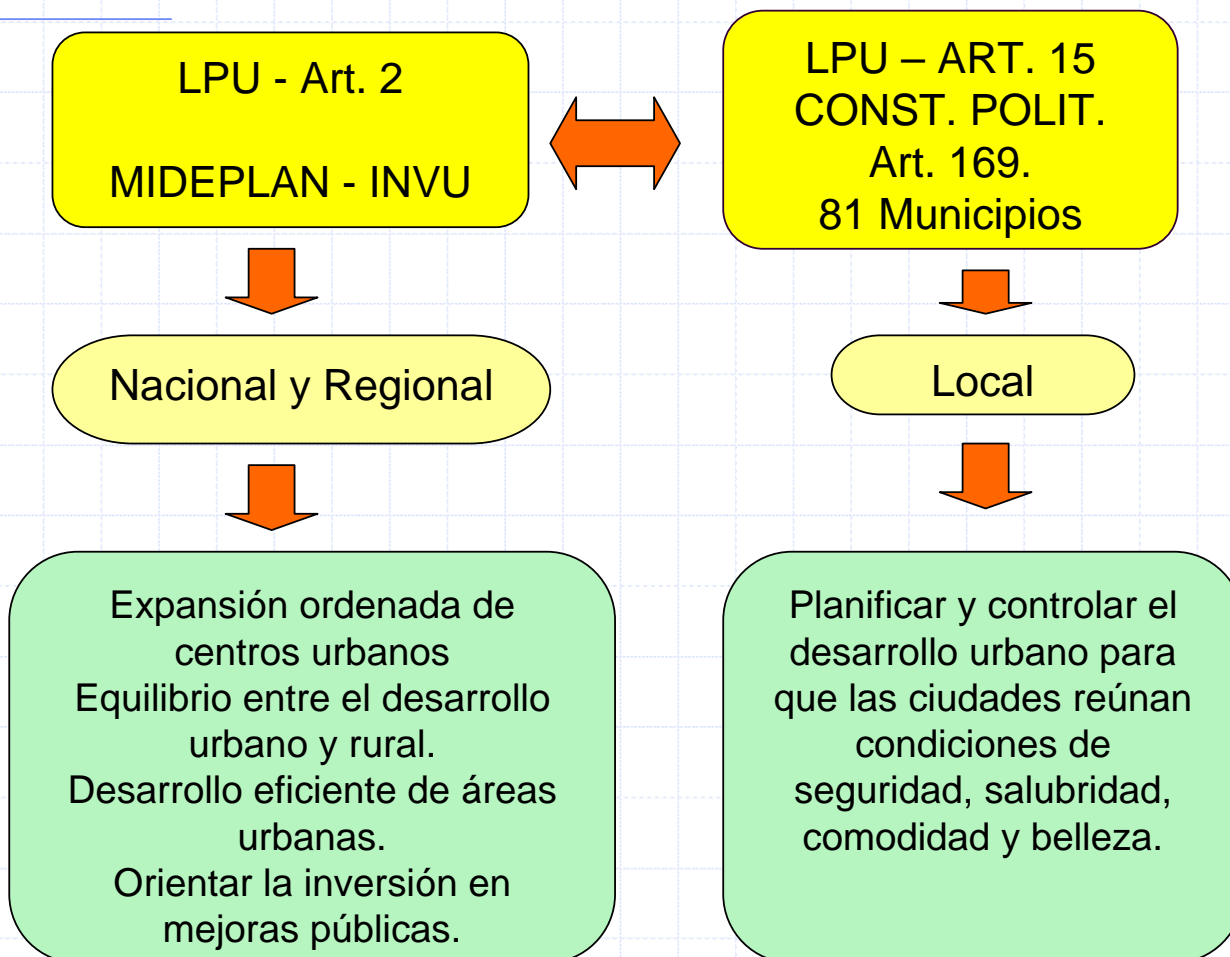 LPU - Art. 2
MIDEPLAN - INVU
LPU – ART. 15
CONST. POLIT.
Art. 169.
81 Municipios
Nacional y Regional
Local
Expansión ordenada de
centros urbanos
Equilibrio entre el desarrollo
urbano y rural.
Desarrollo eficiente de áreas
urbanas.
Orientar la inversión en
mejoras públicas.
Planificar y controlar el
desarrollo urbano para
que las ciudades reúnan
condiciones de
seguridad, salubridad,
comodidad y belleza.